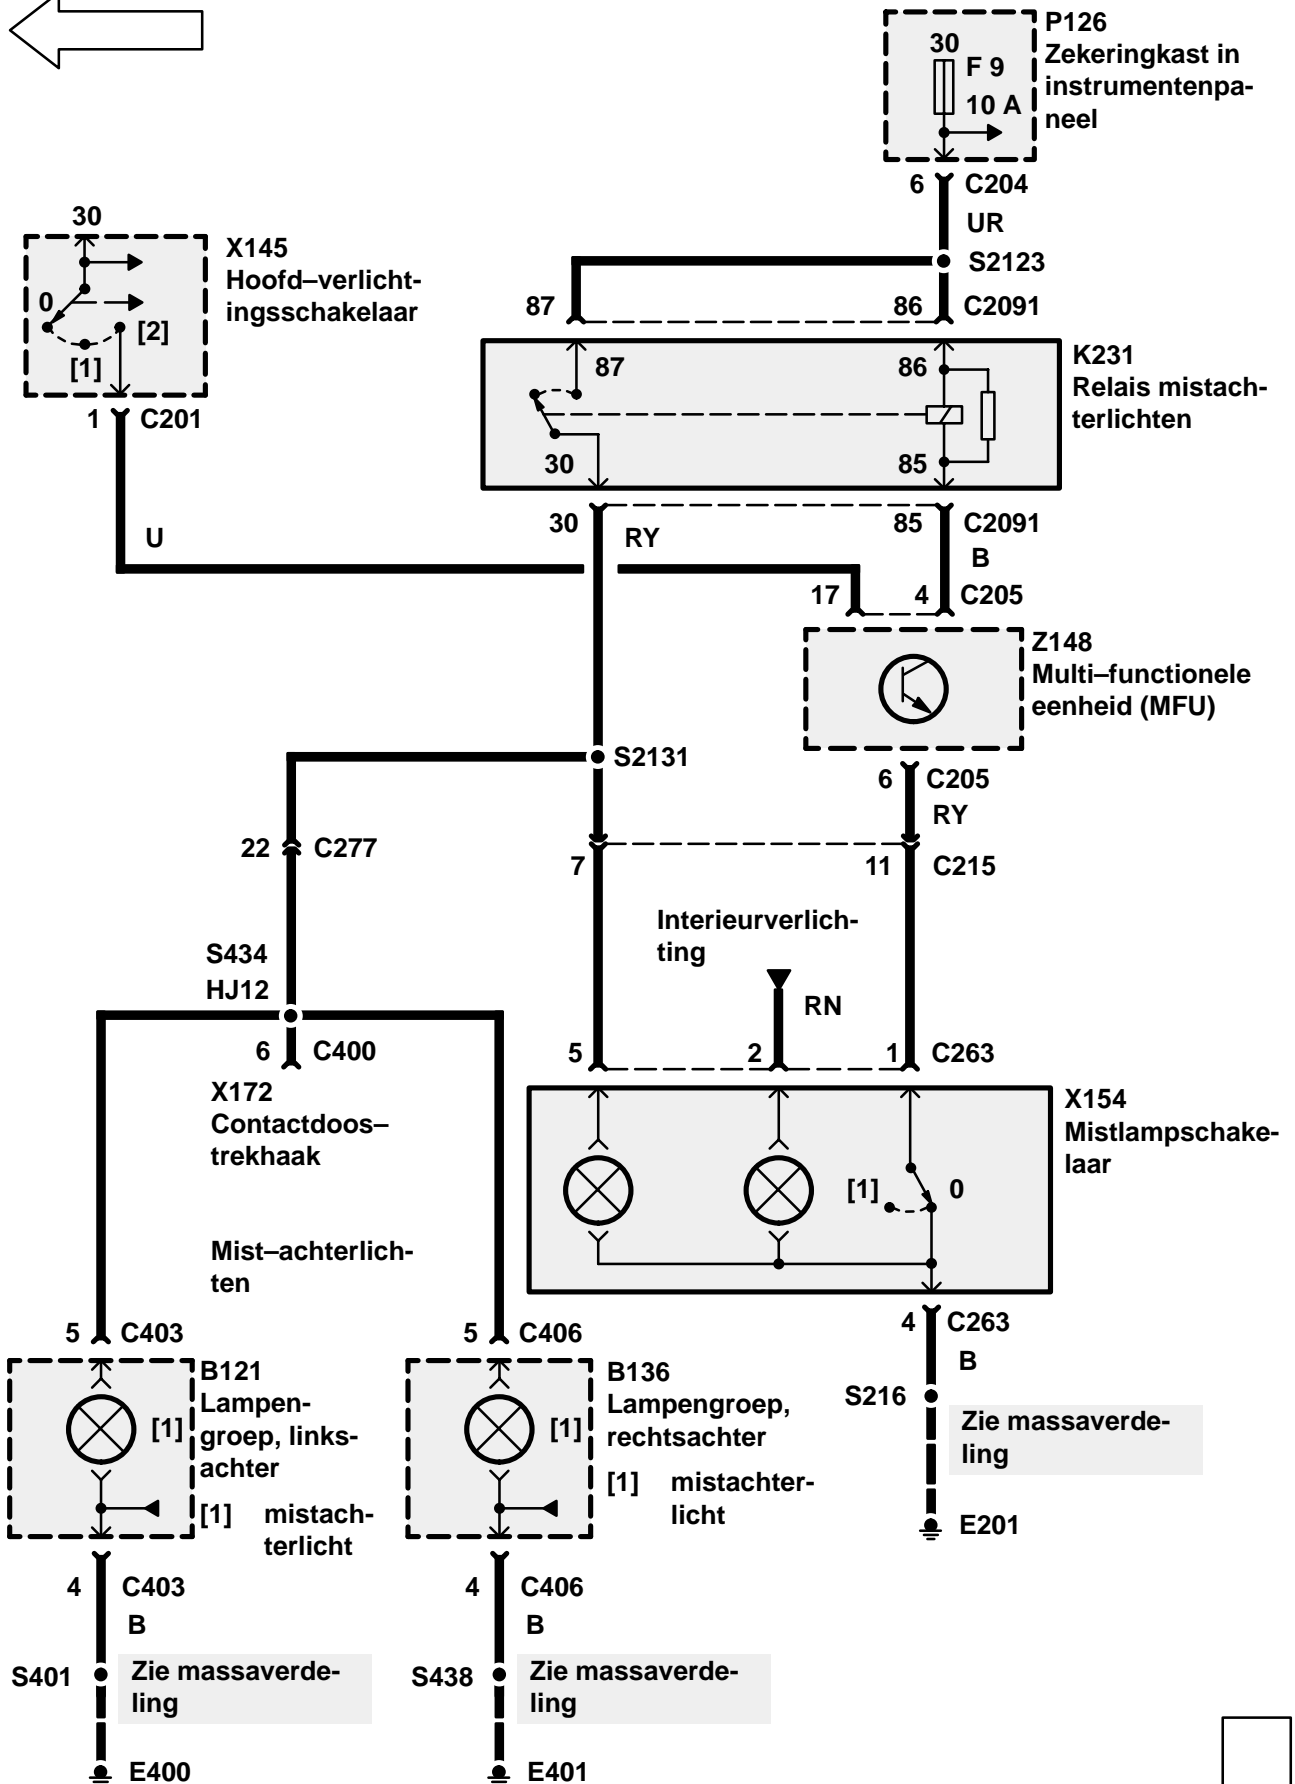 P126
Zekeringkast in
instrumentenpa-
neel
30
F 9
10 A
6 C204
UR
S2123
30
X145
Hoofd–verlicht-
ingsschakelaar
0
[2]
[1]
1 C201
87 86 C2091
87 86
K231
Relais mistach-
terlichten
30 85
30 RY 85 C2091
U
B
17 4 C205
Z148
Multi–functionele
eenheid (MFU)
S2131
6 C205
RY
22 C277
7 11 C215
Interieurverlich-
ting
RN
S434
HJ12
6 C400
5 2 1 C263
X172
Contactdoos–
trekhaak
X154
Mistlampschake-
laar
[1] 0
Mist–achterlich-
ten
5 C403
5 C406
4 C263
B
B121
Lampen-
groep, links-
achter
[1]
[1] mistach-
terlicht
B136
Lampengroep,
rechtsachter
[1]
[1] mistachter-
licht
S216
Zie massaverde-
ling
E201
4 C403
B
4 C406
B
S401
Zie massaverde-
ling
S438
Zie massaverde-
ling
E400
E401